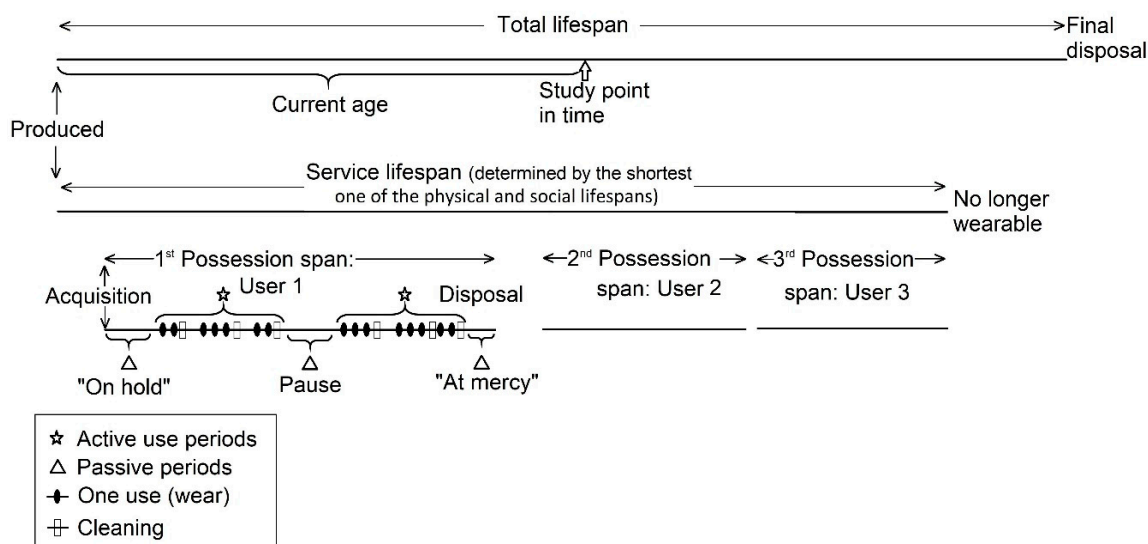 Total lifespan
Final
disposal
Study point
in time
Current age
Produced
Service lifespan (determined by the shortest
one of the physical and social lifespans)
No longer
wearable
1st Possession span:
User 1
2nd Possession
span: User 2
3rd Possession
span: User 3
Acquisition
Disposal
"On hold"
Pause
"At mercy"
Active use periods
Passive periods
One use (wear)
Cleaning